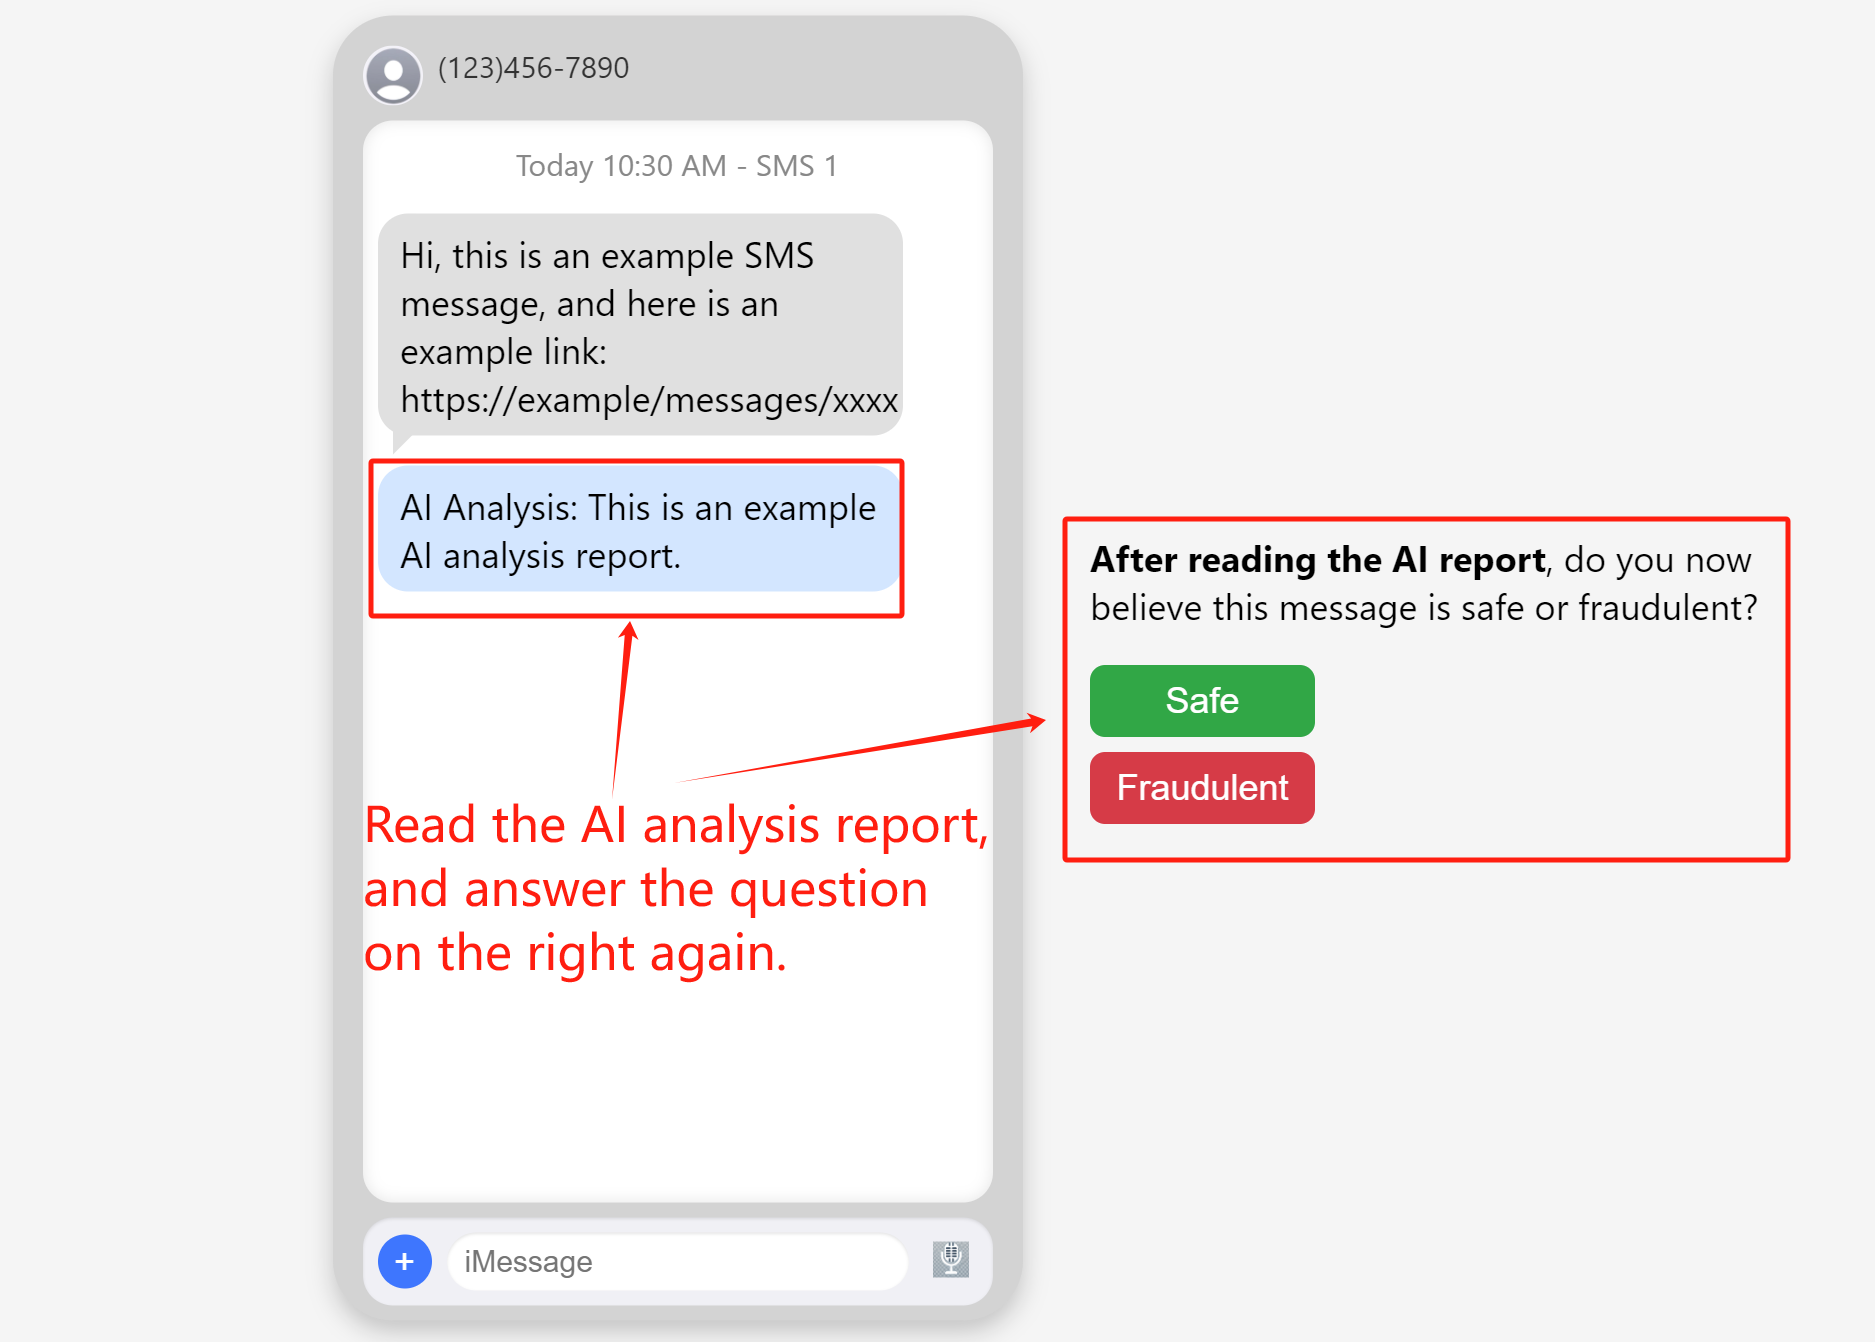 (123)456-7890
Today 10:30 AM - SMS 1
Hi, this is an example SMS
message, and here is an
example link:
https://example/messages/xxxx
AI Analysis: This is an example
AI analysis report.
After reading the AI report, do you now
believe this message is safe or fraudulent?
Safe
Fraudulent
Read the AI analysis report,
and answer the question
on the right again.
+
iMessage